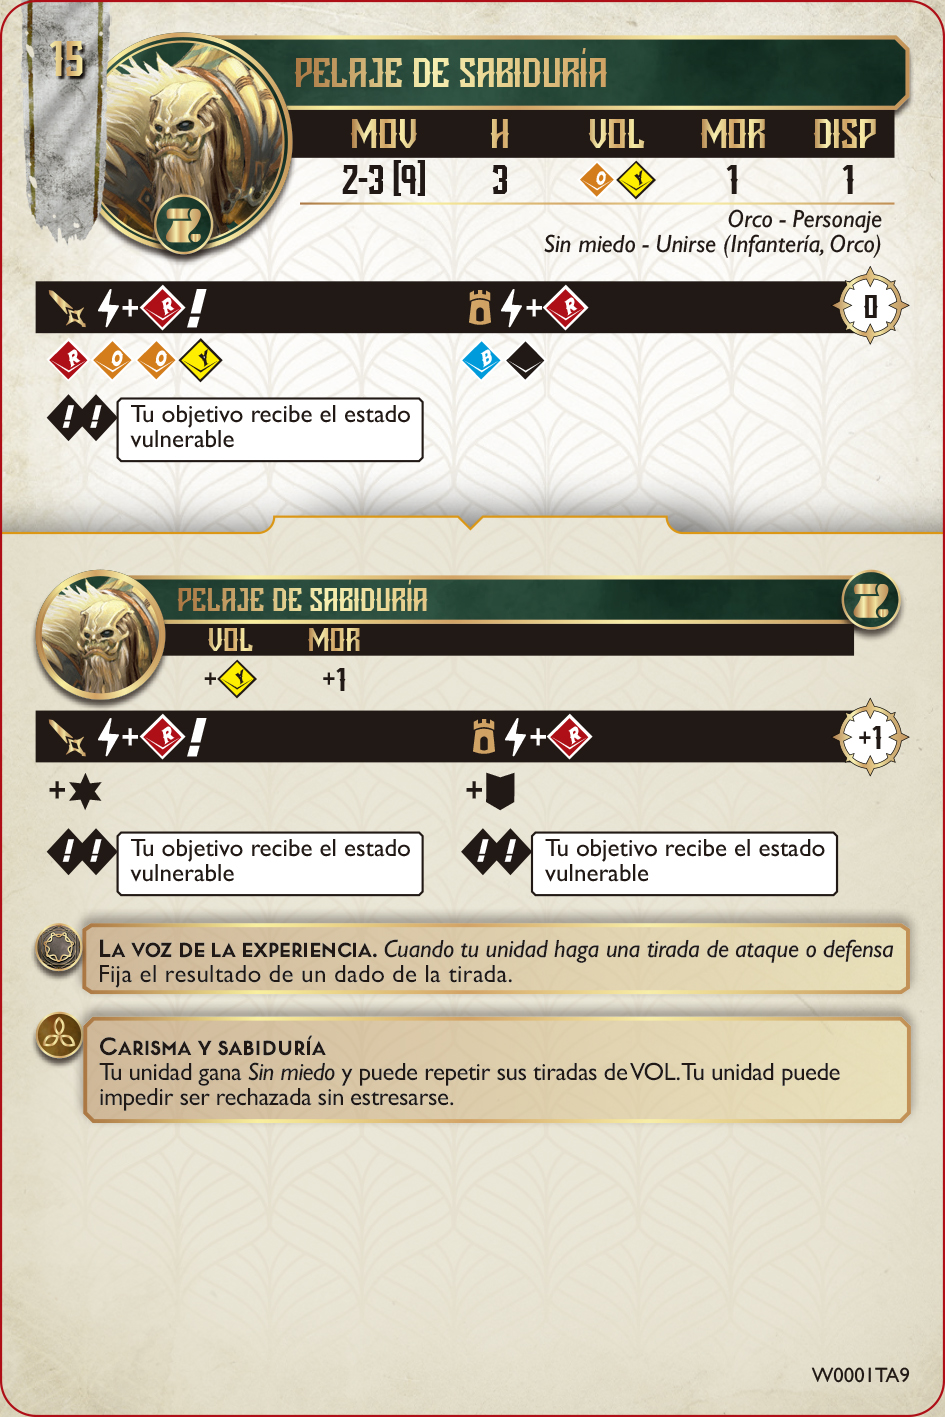 15
PELAJE DE SABIDURÍA
MOV H VOL MOR DISP
2-3 [9] 3 O Y 1 1
Orco - Personaje
Sin miedo - Unirse (Infantería, Orco)
+ R ! + R 0
R O O Y B
! ! Tu objetivo recibe el estado
vulnerable
PELAJE DE SABIDURÍA
VOL MOR
+ Y +1
+ R ! + R +1
+ +
! ! Tu objetivo recibe el estado
vulnerable
! ! Tu objetivo recibe el estado
vulnerable
LA VOZ DE LA EXPERIENCIA. Cuando tu unidad haga una tirada de ataque o defensa
Fija el resultado de un dado de la tirada.
CARISMA Y SABIDURÍA
Tu unidad gana Sin miedo y puede repetir sus tiradas de VOL. Tu unidad puede
impedir ser rechazada sin estresarse.
W0001TA9